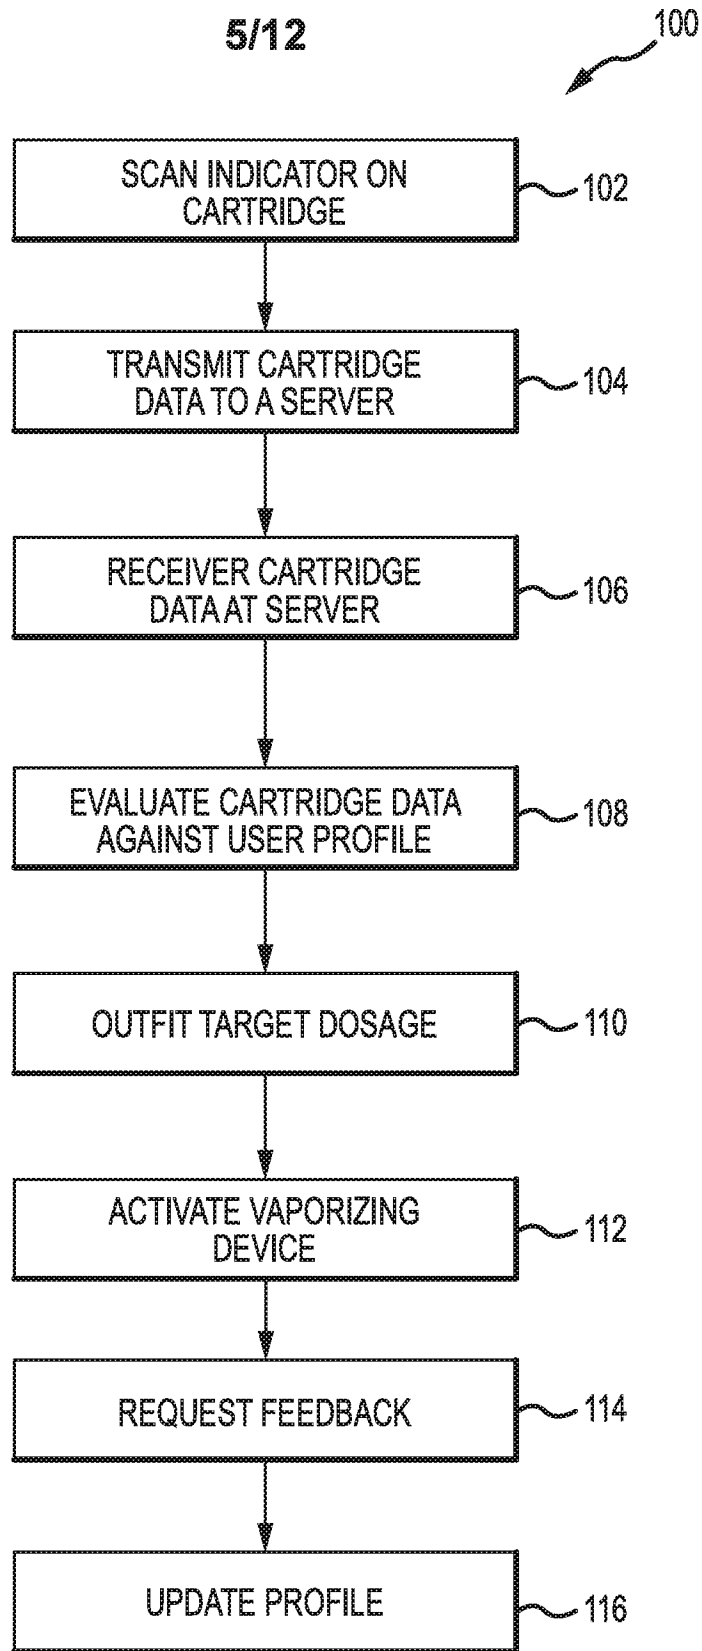 5/12
100
SCAN INDICATOR ON
CARTRIDGE
102
TRANSMIT CARTRIDGE
DATA TO A SERVER
104
RECEIVER CARTRIDGE
DATA AT SERVER
106
EVALUATE CARTRIDGE DATA
AGAINST USER PROFILE
108
OUTFIT TARGET DOSAGE
110
ACTIVATE VAPORIZING
DEVICE
112
REQUEST FEEDBACK
114
UPDATE PROFILE
116